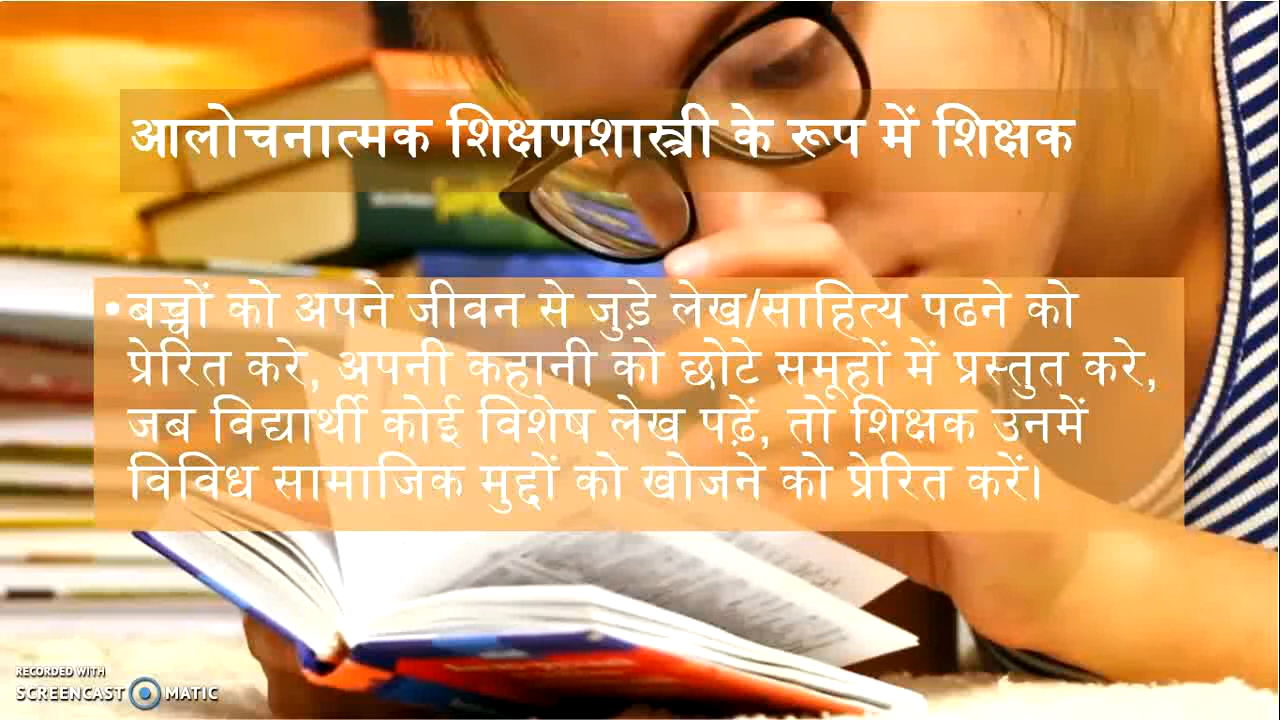 आलोचनात्मक शिक्षणशास्त्री के रूप में शिक्षक
•बच्चों को अपने जीवन से जुड़े लेख/साहित्य पढने को
प्रेरित करे, अपनी कहानी को छोटे समूहों में प्रस्तुत करे,
जब विद्यार्थी कोई विशेष लेख पढ़ें, तो शिक्षक उनमें
विविध सामाजिक मुद्दों को खोजने को प्रेरित करें।
RECORDED WITH
SCREENCAST MATIC